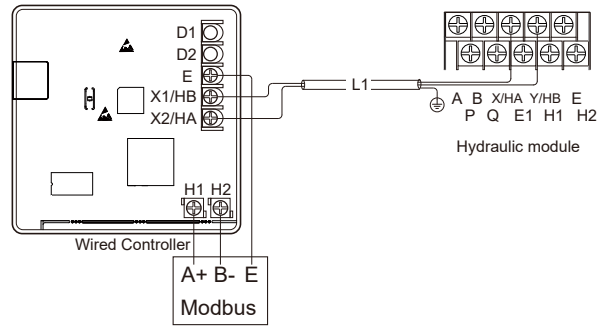 D1
D2
E
X1/HB
X2/HA
H1 H2
Wired Controller
A+ B- E
Modbus
L1
A B X/HA Y/HB E
P Q E1 H1 H2
Hydraulic module